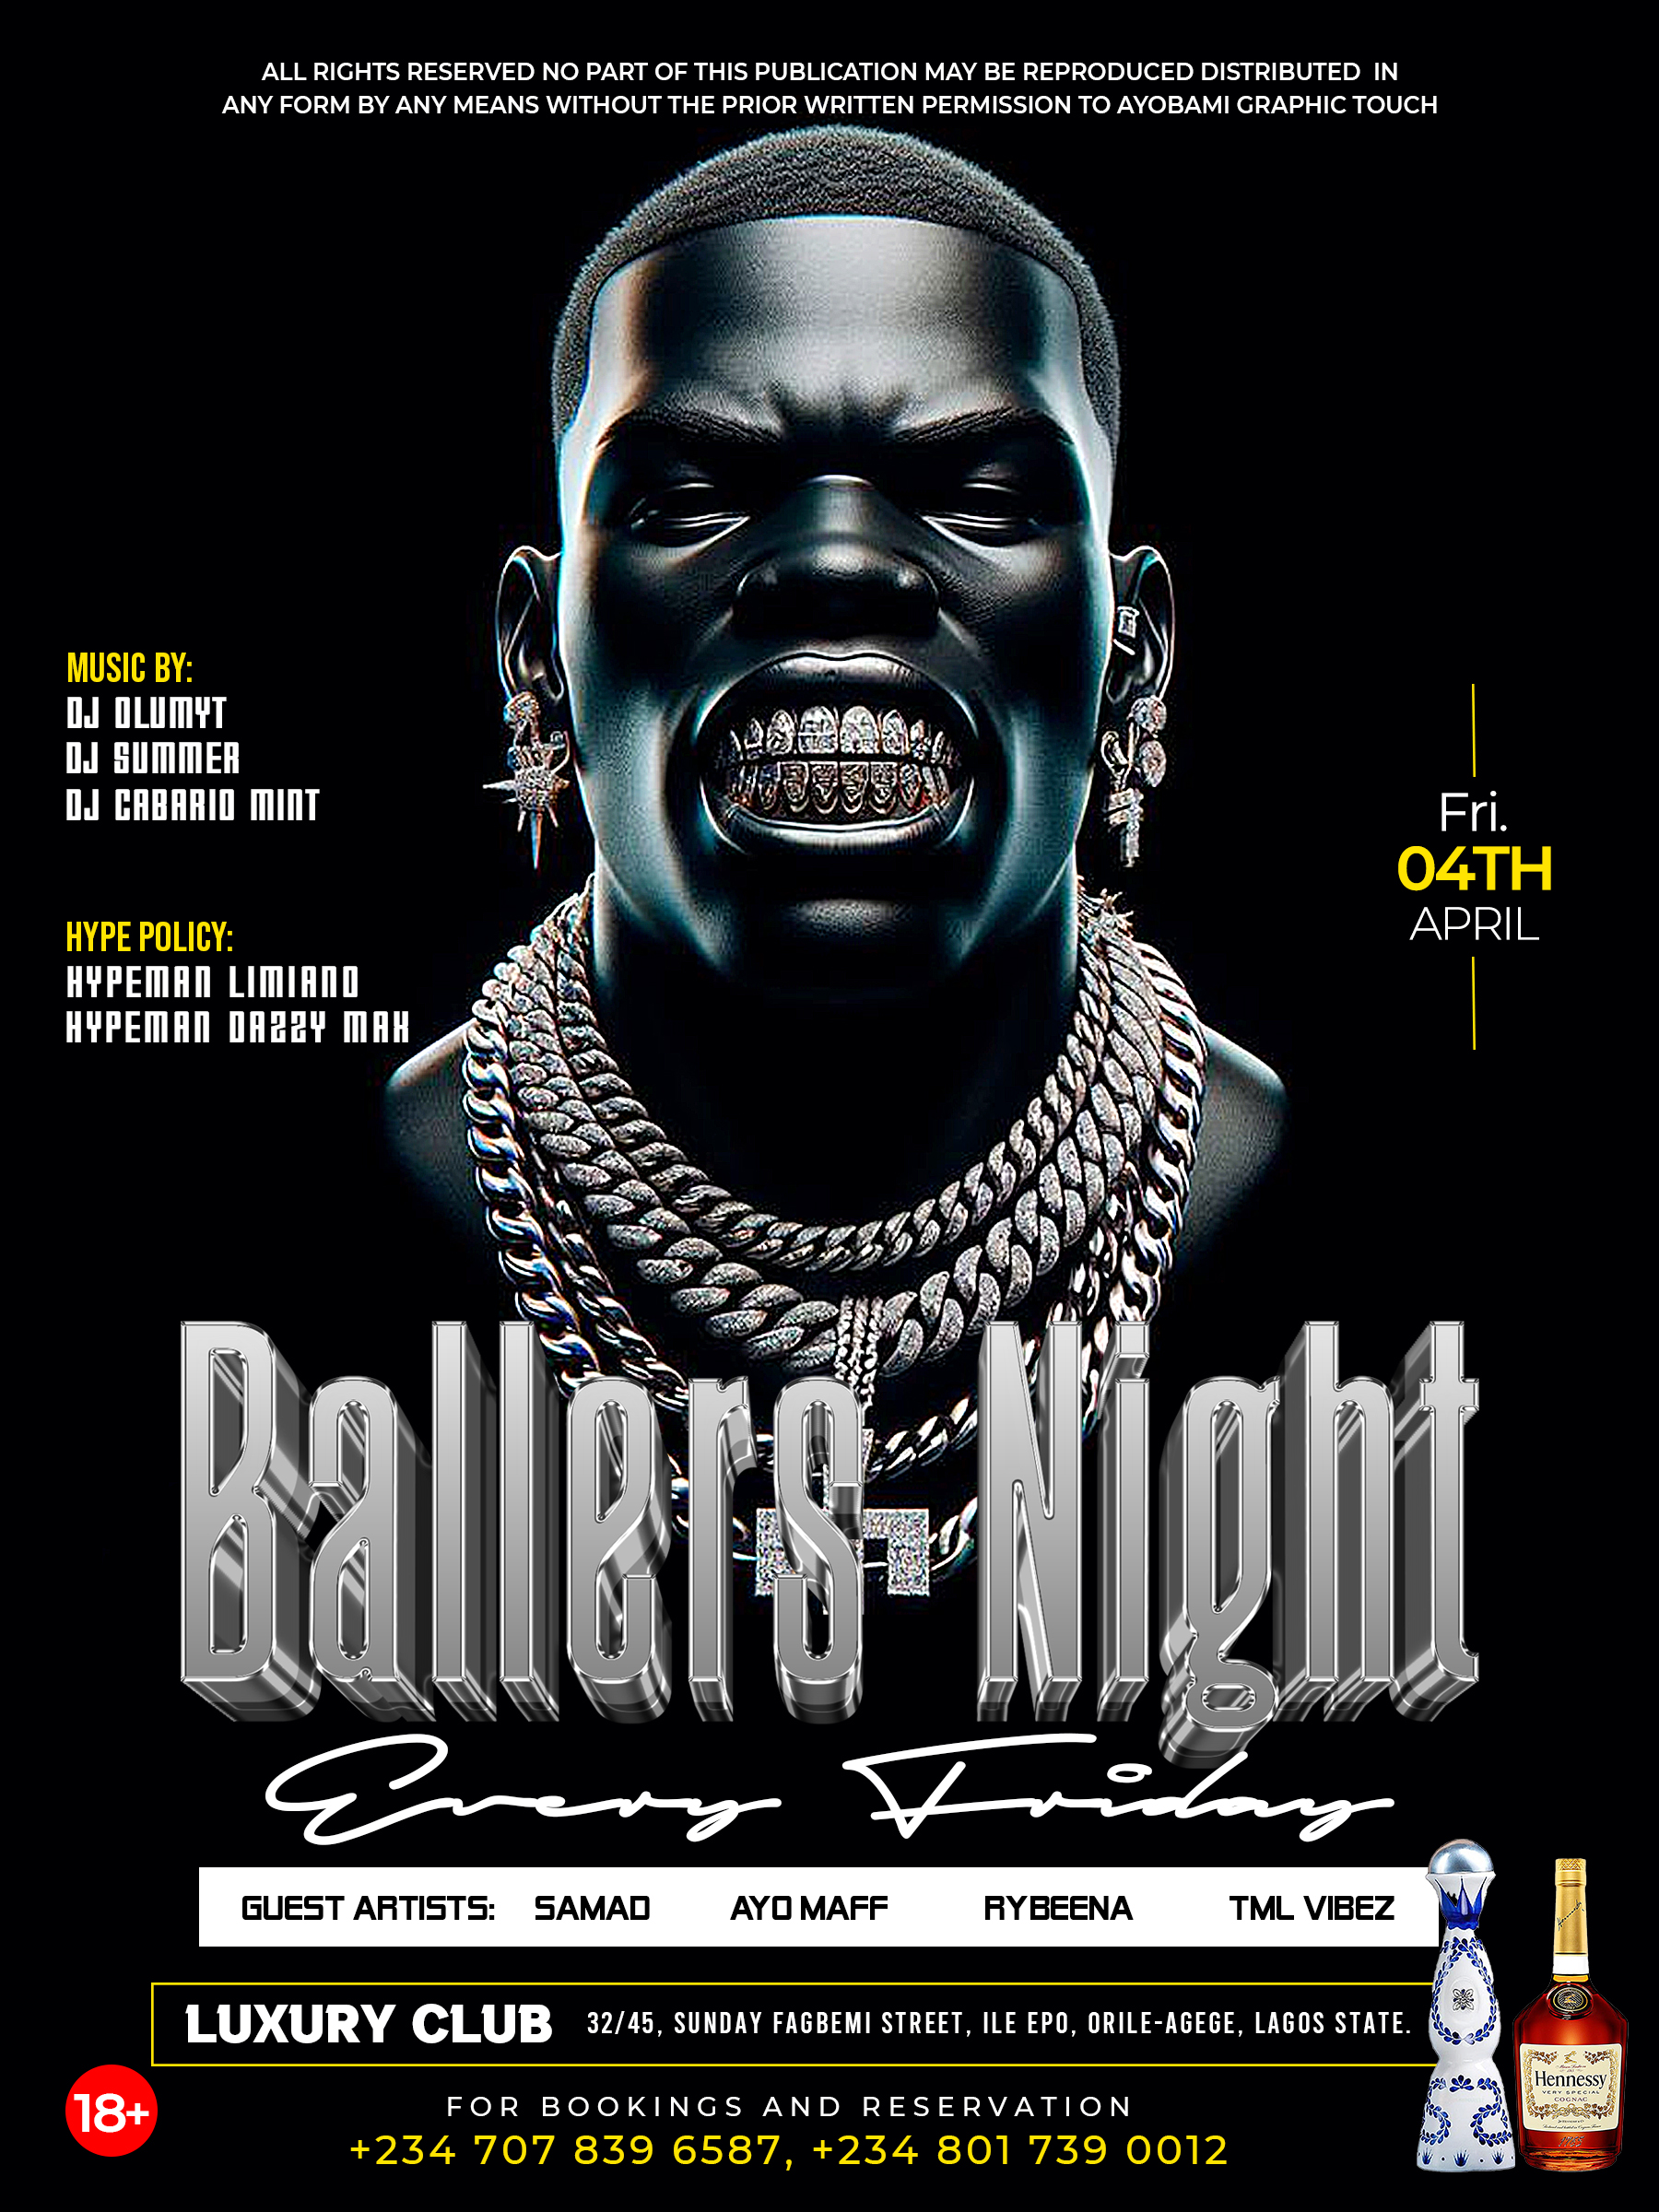 ALL RIGHTS RESERVED NO PART OF THIS PUBLICATION MAY BE REPRODUCED DISTRIBUTED IN
ANY FORM BY ANY MEANS WITHOUT THE PRIOR WRITTEN PERMISSION TO AYOBAMI GRAPHIC TOUCH
MUSIC BY:
DJ OLUMYT
DJ SUMMER
DJ CABARIO MINT
HYPE POLICY:
HYPEMAN LIMIANO
HYPEMAN DAZZY MAX
Fri.
04TH
APRIL
Ballers Night
Every Friday
GUEST ARTISTS: SAMAD AYO MAFF RYBEENA TML VIBEZ
LUXURY CLUB 32/45, SUNDAY FAGBEMI STREET, ILE EPO, ORILE-AGEGE, LAGOS STATE.
18+
FOR BOOKINGS AND RESERVATION
+234 707 839 6587, +234 801 739 0012
Hennessy
VERY SPECIAL
COGNAC